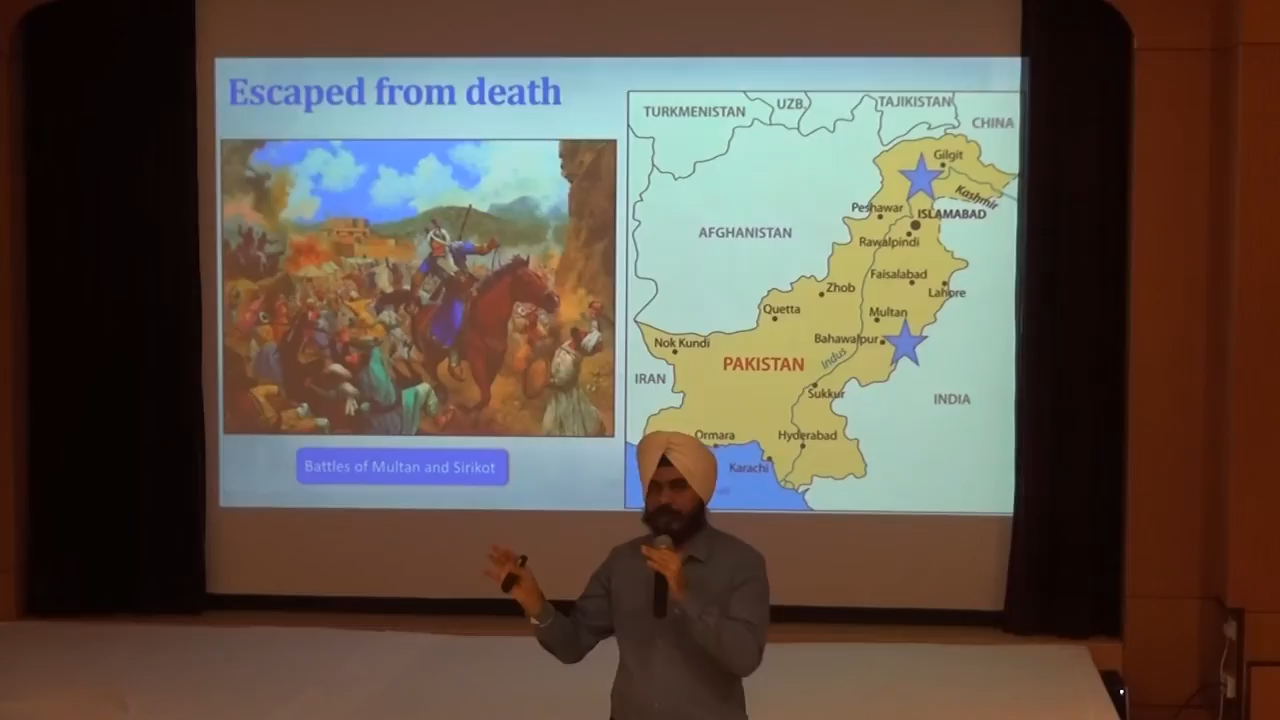 Escaped from death
Battles of Multan and Sirikot
TURKMENISTAN
UZB.
TAJIKISTAN
CHINA
Gilgit
Kashmir
Peshawar
ISLAMABAD
AFGHANISTAN
Rawalpindi
Faisalabad
Zhob
Lahore
Quetta
Multan
Nok Kundi
Bahawalpur
PAKISTAN
Indus
IRAN
Sukkur
INDIA
Ormara
Hyderabad
Karachi